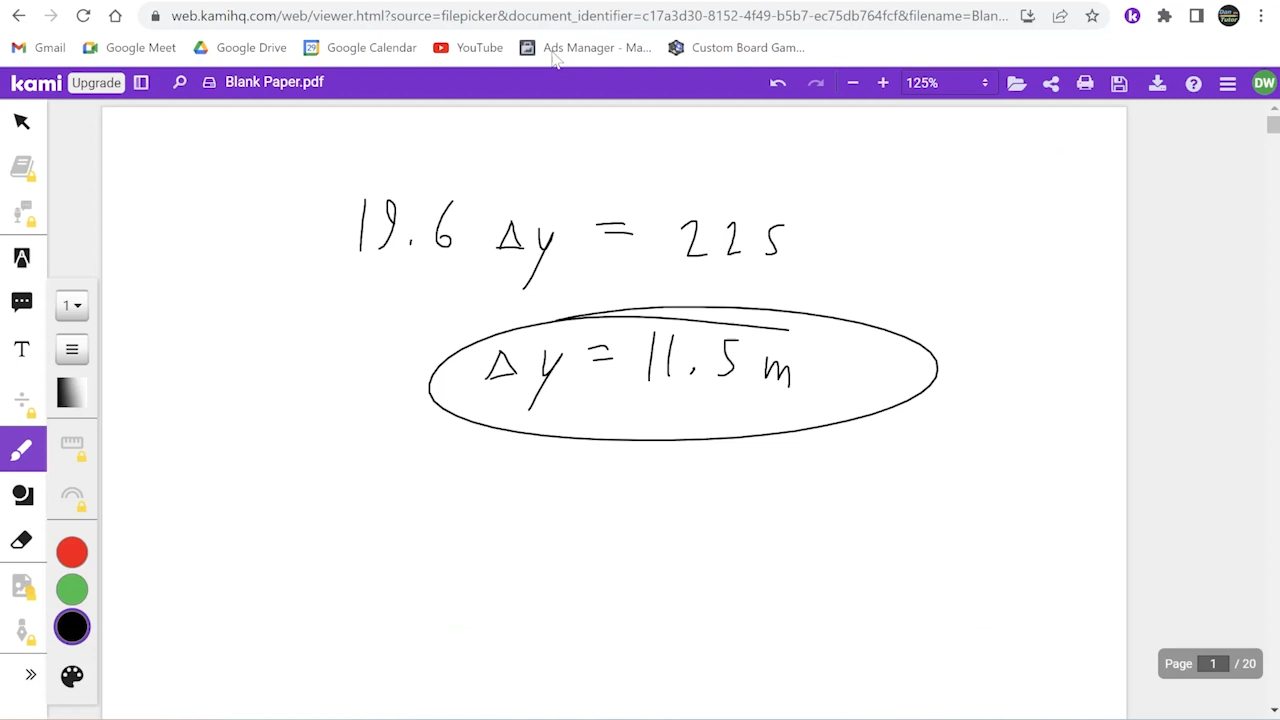 web.kamihq.com/web/viewer.html?source=filepicker&document_identifier=c17a3d30-8152-4f49-b5b7-ec75db764fcf&filename=Blan...
Gmail Google Meet Google Drive 29 Google Calendar YouTube Ads Manager - Ma... Custom Board Gam...
kami Upgrade Blank Paper.pdf 125% DW
19.6 Δy = 225
Δy = 11.5 m
T
1
Page 1 / 20